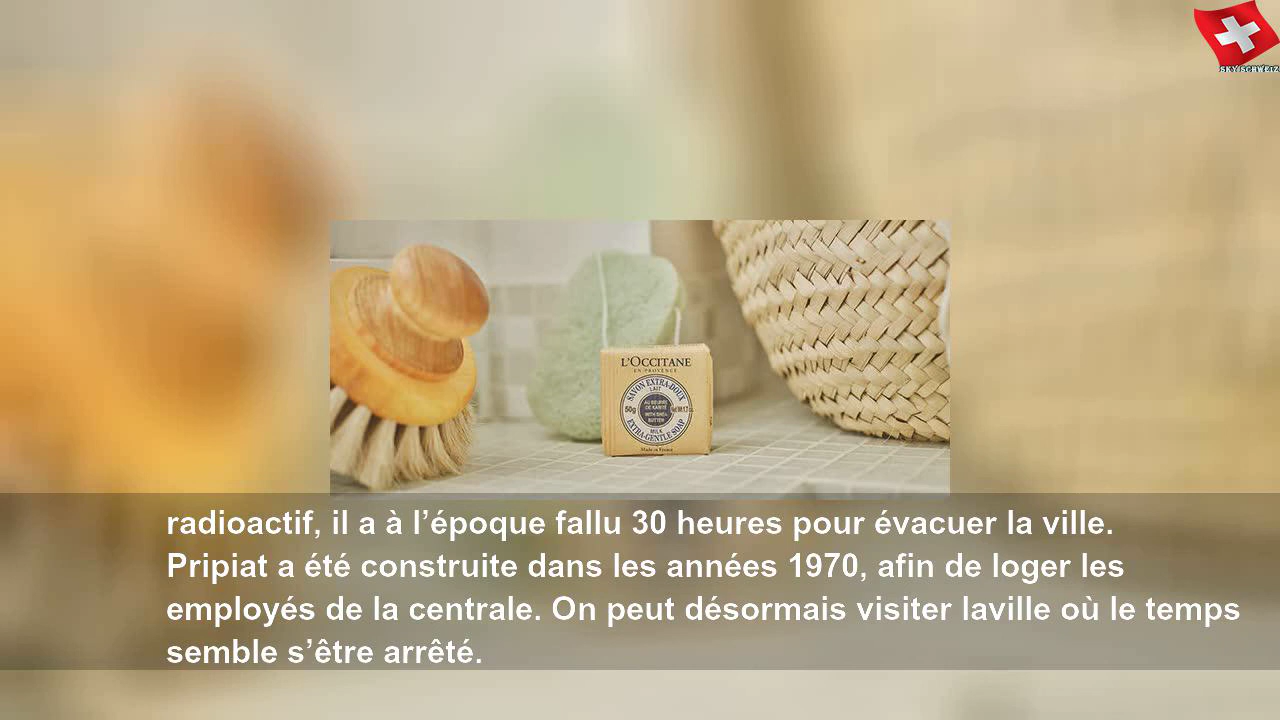 SKY SCHWEIZ
L'OCCITANE
EN PROVENCE
SAVON EXTRA-DOUX
LAIT
50g
AU BEURRE
DE KARITÉ
WITH SHEA
BUTTER
MILK
EXTRA-GENTLE SOAP
Made in France
radioactif, il a à l’époque fallu 30 heures pour évacuer la ville.
Pripiat a été construite dans les années 1970, afin de loger les
employés de la centrale. On peut désormais visiter laville où le temps
semble s’être arrêté.